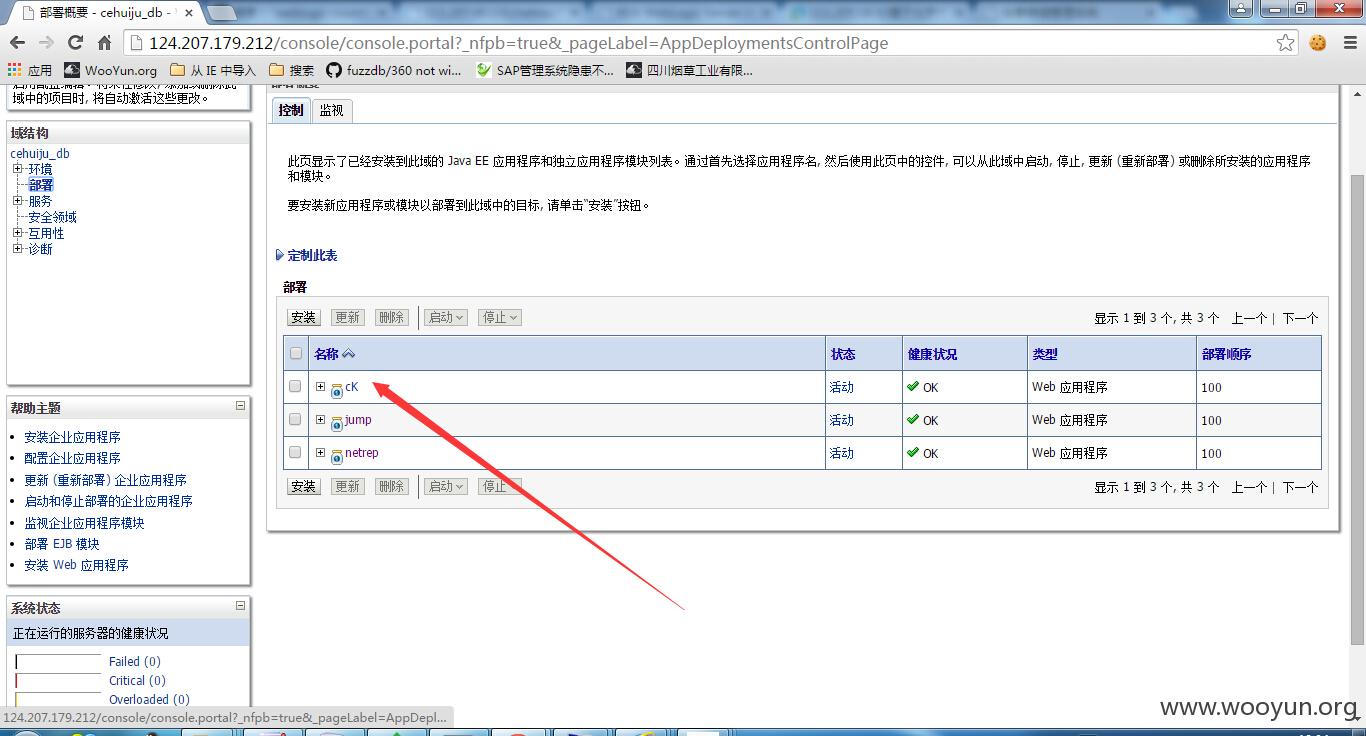 部署概要 - cehuiju_db -
124.207.179.212/console/console.portal?_nfpb=true&_pageLabel=AppDeploymentsControlPage
应用 WooYun.org 从 IE 中导入 搜索 fuzzdb/360 not wi... SAP管理系统隐患不... 四川烟草工业有限...
域中的项目时, 将自动激活这些更改。
域结构
cehuiju_db
环境
部署
服务
安全领域
互用性
诊断
帮助主题
安装企业应用程序
配置企业应用程序
更新 (重新部署) 企业应用程序
启动和停止部署的企业应用程序
监视企业应用程序模块
部署 EJB 模块
安装 Web 应用程序
系统状态
正在运行的服务器的健康状况
Failed (0)
Critical (0)
Overloaded (0)
124.207.179.212/console/console.portal?_nfpb=true&_pageLabel=AppDepl...
部署概要
控制 监视
此页显示了已经安装到此域的 Java EE 应用程序和独立应用程序模块列表。通过首先选择应用程序名, 然后使用此页中的控件, 可以从此域中启动, 停止, 更新 (重新部署) 或删除所安装的应用程序
和模块。
要安装新应用程序或模块以部署到此域中的目标, 请单击“安装”按钮。
定制此表
部署
安装 更新 删除 启动 停止 显示 1 到 3 个, 共 3 个 上一个 | 下一个
名称 状态 健康状况 类型 部署顺序
cK 活动 OK Web 应用程序 100
jump 活动 OK Web 应用程序 100
netrep 活动 OK Web 应用程序 100
安装 更新 删除 启动 停止 显示 1 到 3 个, 共 3 个 上一个 | 下一个
www.wooyun.org